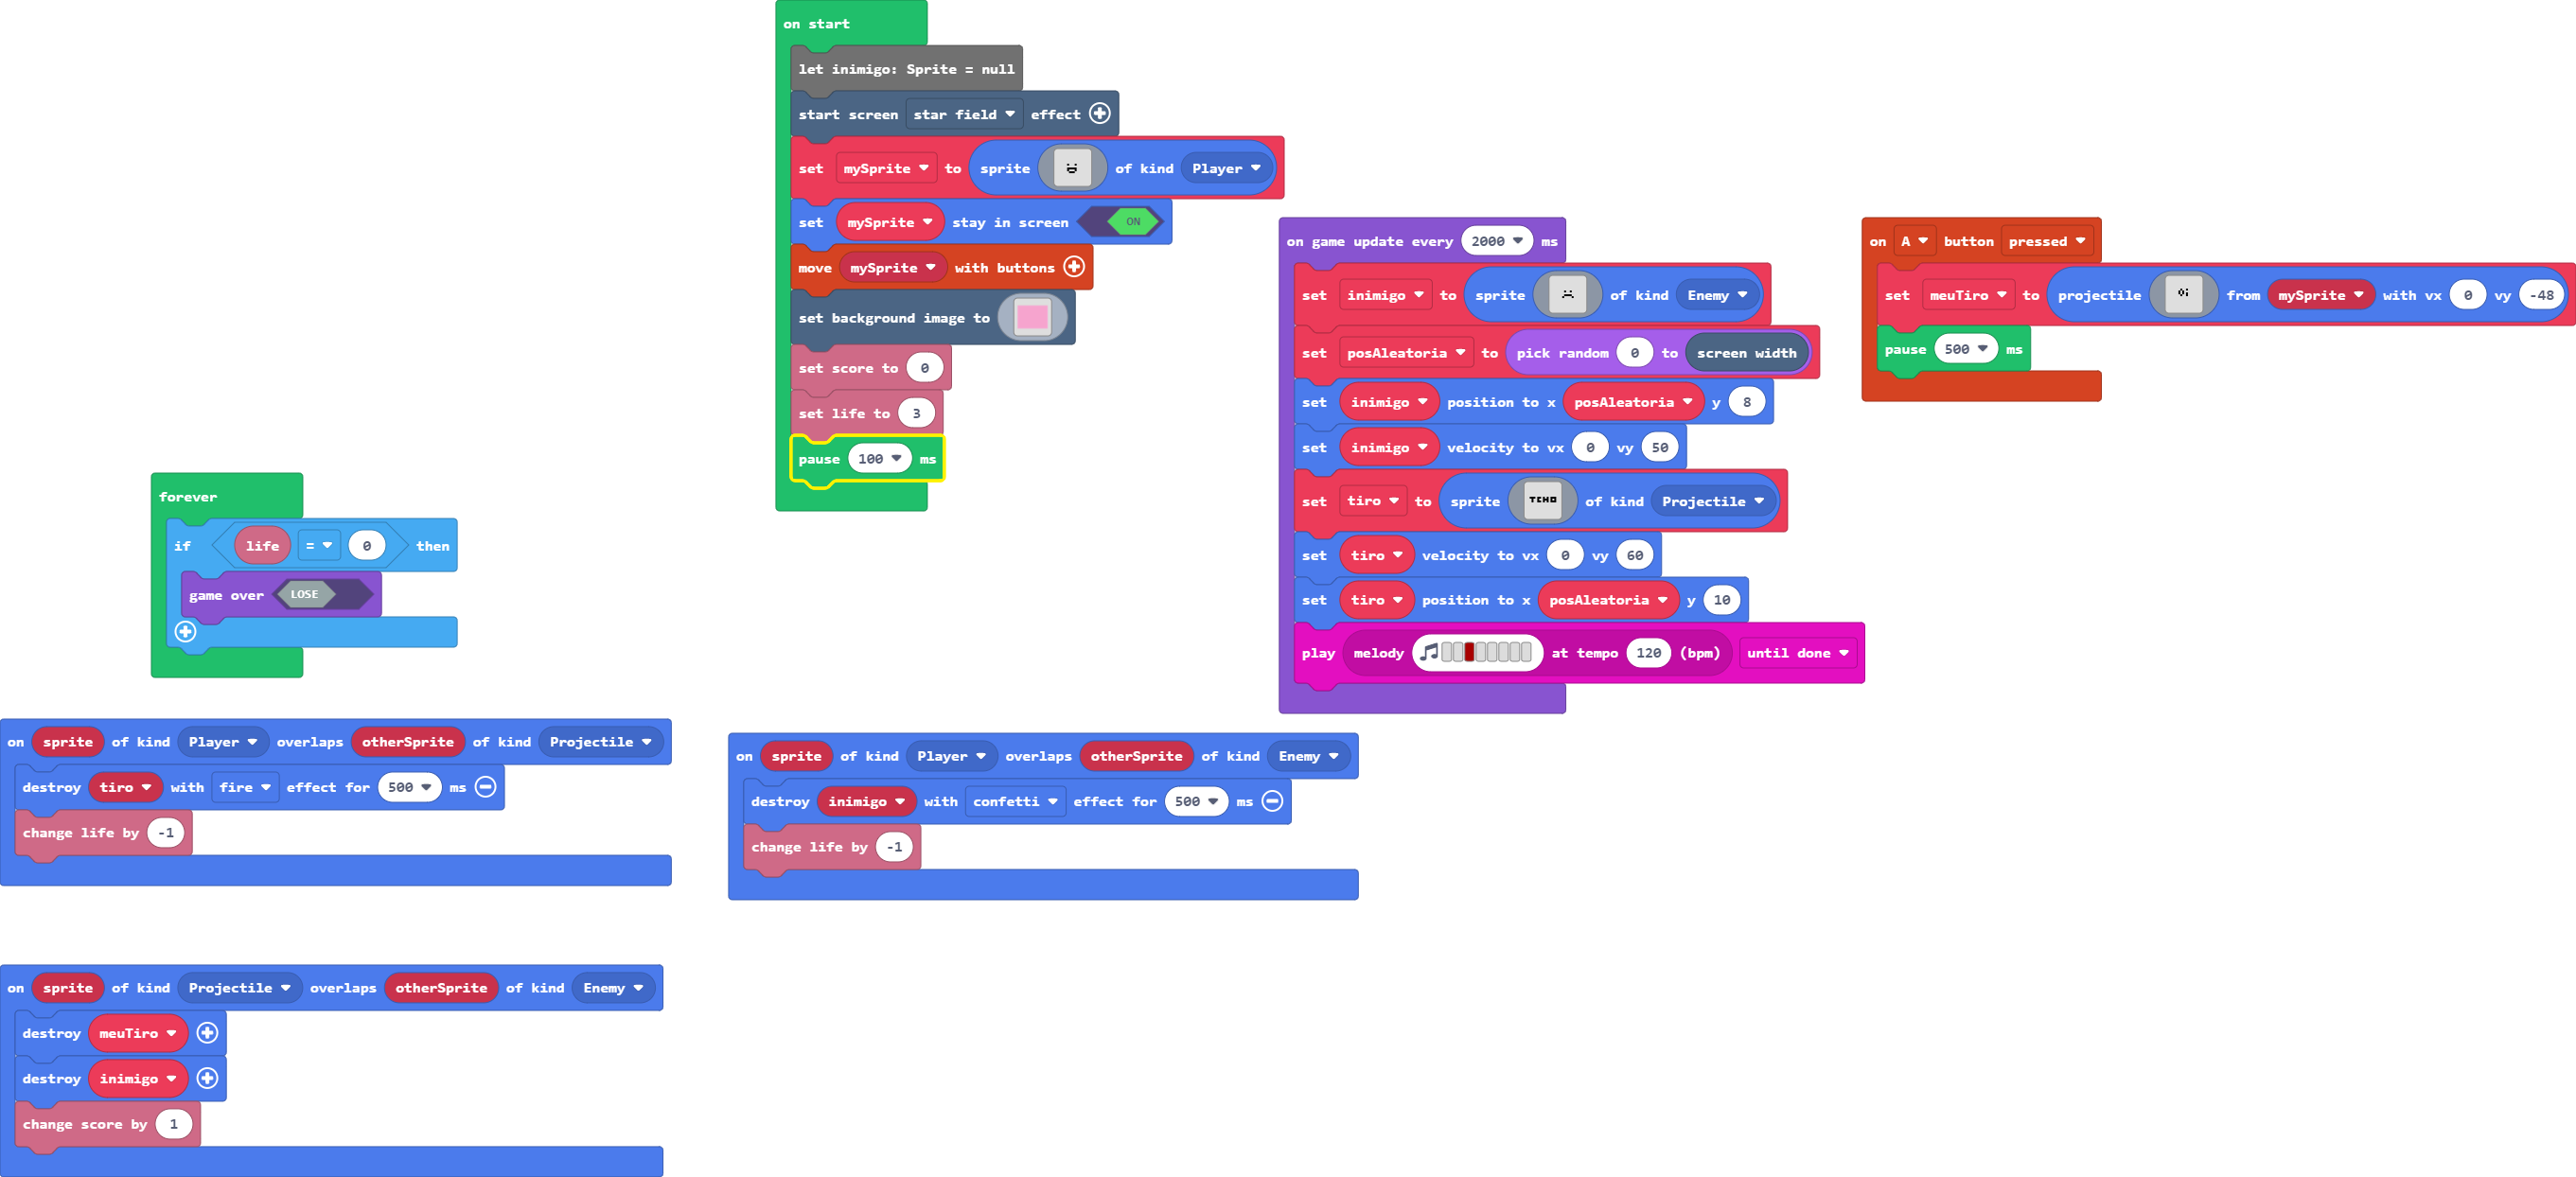 on start
let inimigo: Sprite = null
start screen star field effect
set mySprite to sprite of kind Player
set mySprite stay in screen ON
move mySprite with buttons
set background image to
set score to 0
set life to 3
pause 100 ms
on game update every 2000 ms
set inimigo to sprite of kind Enemy
set posAleatoria to pick random 0 to screen width
set inimigo position to x posAleatoria y 8
set inimigo velocity to vx 0 vy 50
set tiro to sprite of kind Projectile
set tiro velocity to vx 0 vy 60
set tiro position to x posAleatoria y 10
play melody at tempo 120 (bpm) until done
on A button pressed
set meuTiro to projectile from mySprite with vx 0 vy -48
pause 500 ms
forever
if life = 0 then
game over LOSE
on sprite of kind Player overlaps otherSprite of kind Projectile
destroy tiro with fire effect for 500 ms
change life by -1
on sprite of kind Player overlaps otherSprite of kind Enemy
destroy inimigo with confetti effect for 500 ms
change life by -1
on sprite of kind Projectile overlaps otherSprite of kind Enemy
destroy meuTiro
destroy inimigo
change score by 1